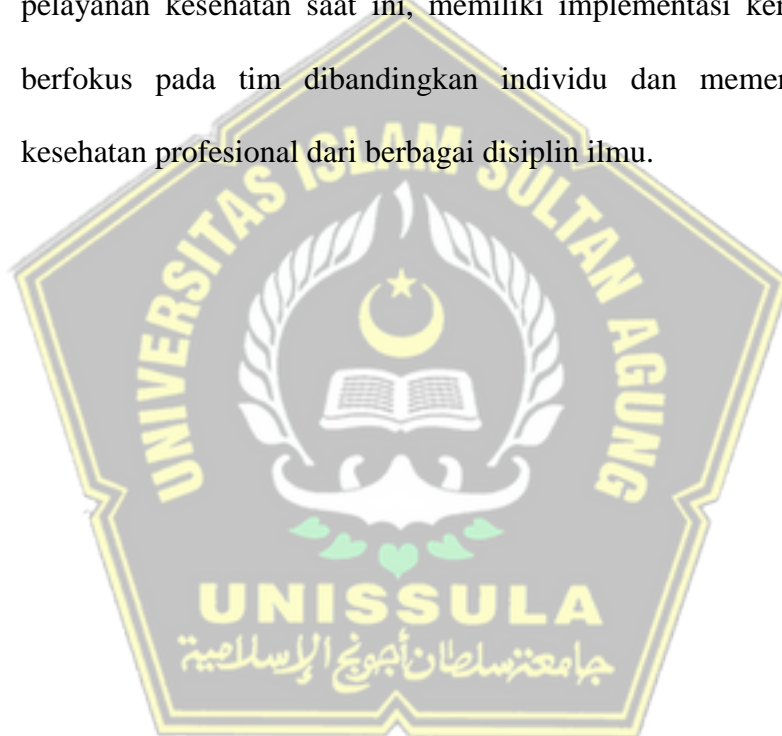 pelayanan kesehatan saat ini, memiliki implementasi
berfokus pada tim dibandingkan individu dan
kesehatan profesional dari berbagai disiplin ilmu.
UNIVERSITAS ISLAM SULTAN AGUNG
UNISSULA
جامعة سلطان أجونج الإسلامية